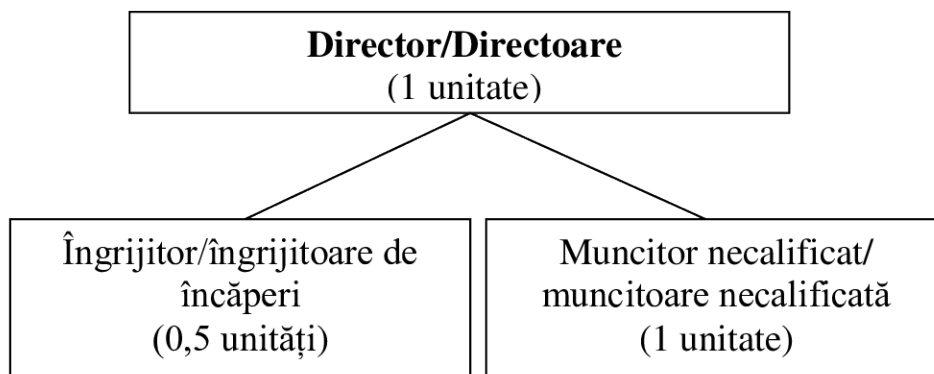 Director/Directoare
(1 unitate)
Îngrijitor/îngrijitoare de
încăperi
(0,5 unități)
Muncitor necalificat/
muncitoare necalificată
(1 unitate)